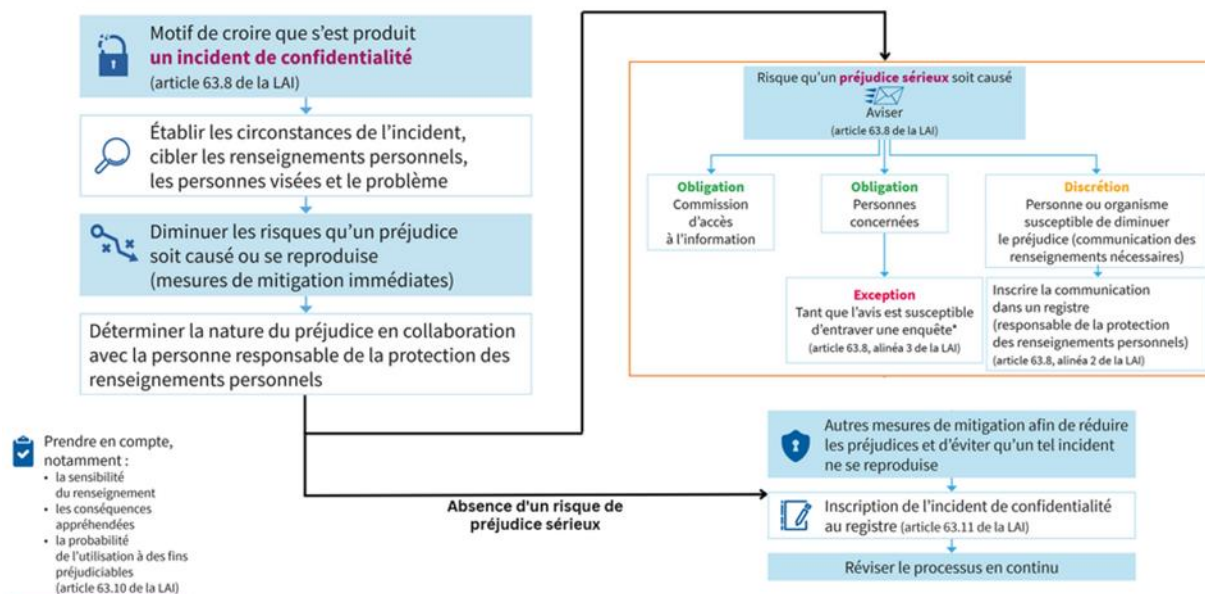 Motif de croire que s'est produit
un incident de confidentialité
(article 63.8 de la LAI)
Établir les circonstances de l'incident,
cibler les renseignements personnels,
les personnes visées et le problème
Diminuer les risques qu'un préjudice
soit causé ou se reproduise
(mesures de mitigation immédiates)
Déterminer la nature du préjudice en collaboration
avec la personne responsable de la protection des
renseignements personnels
Prendre en compte,
notamment :
• la sensibilité
du renseignement
• les conséquences
appréhendées
• la probabilité
de l'utilisation à des fins
préjudiciables
(article 63.10 de la LAI)
Risque qu'un préjudice sérieux soit causé
Aviser
(article 63.8 de la LAI)
Obligation
Commission
d'accès
à l'information
Obligation
Personnes
concernées
Exception
Tant que l'avis est susceptible
d'entraver une enquête*
(article 63.8, alinéa 3 de la LAI)
Discrétion
Personne ou organisme
susceptible de diminuer
le préjudice (communication des
renseignements nécessaires)
Inscrire la communication
dans un registre
(responsable de la protection
des renseignements personnels)
(article 63.8, alinéa 2 de la LAI)
Absence d'un risque de
préjudice sérieux
Autres mesures de mitigation afin de réduire
les préjudices et d'éviter qu'un tel incident
ne se reproduise
Inscription de l'incident de confidentialité
au registre (article 63.11 de la LAI)
Réviser le processus en continu